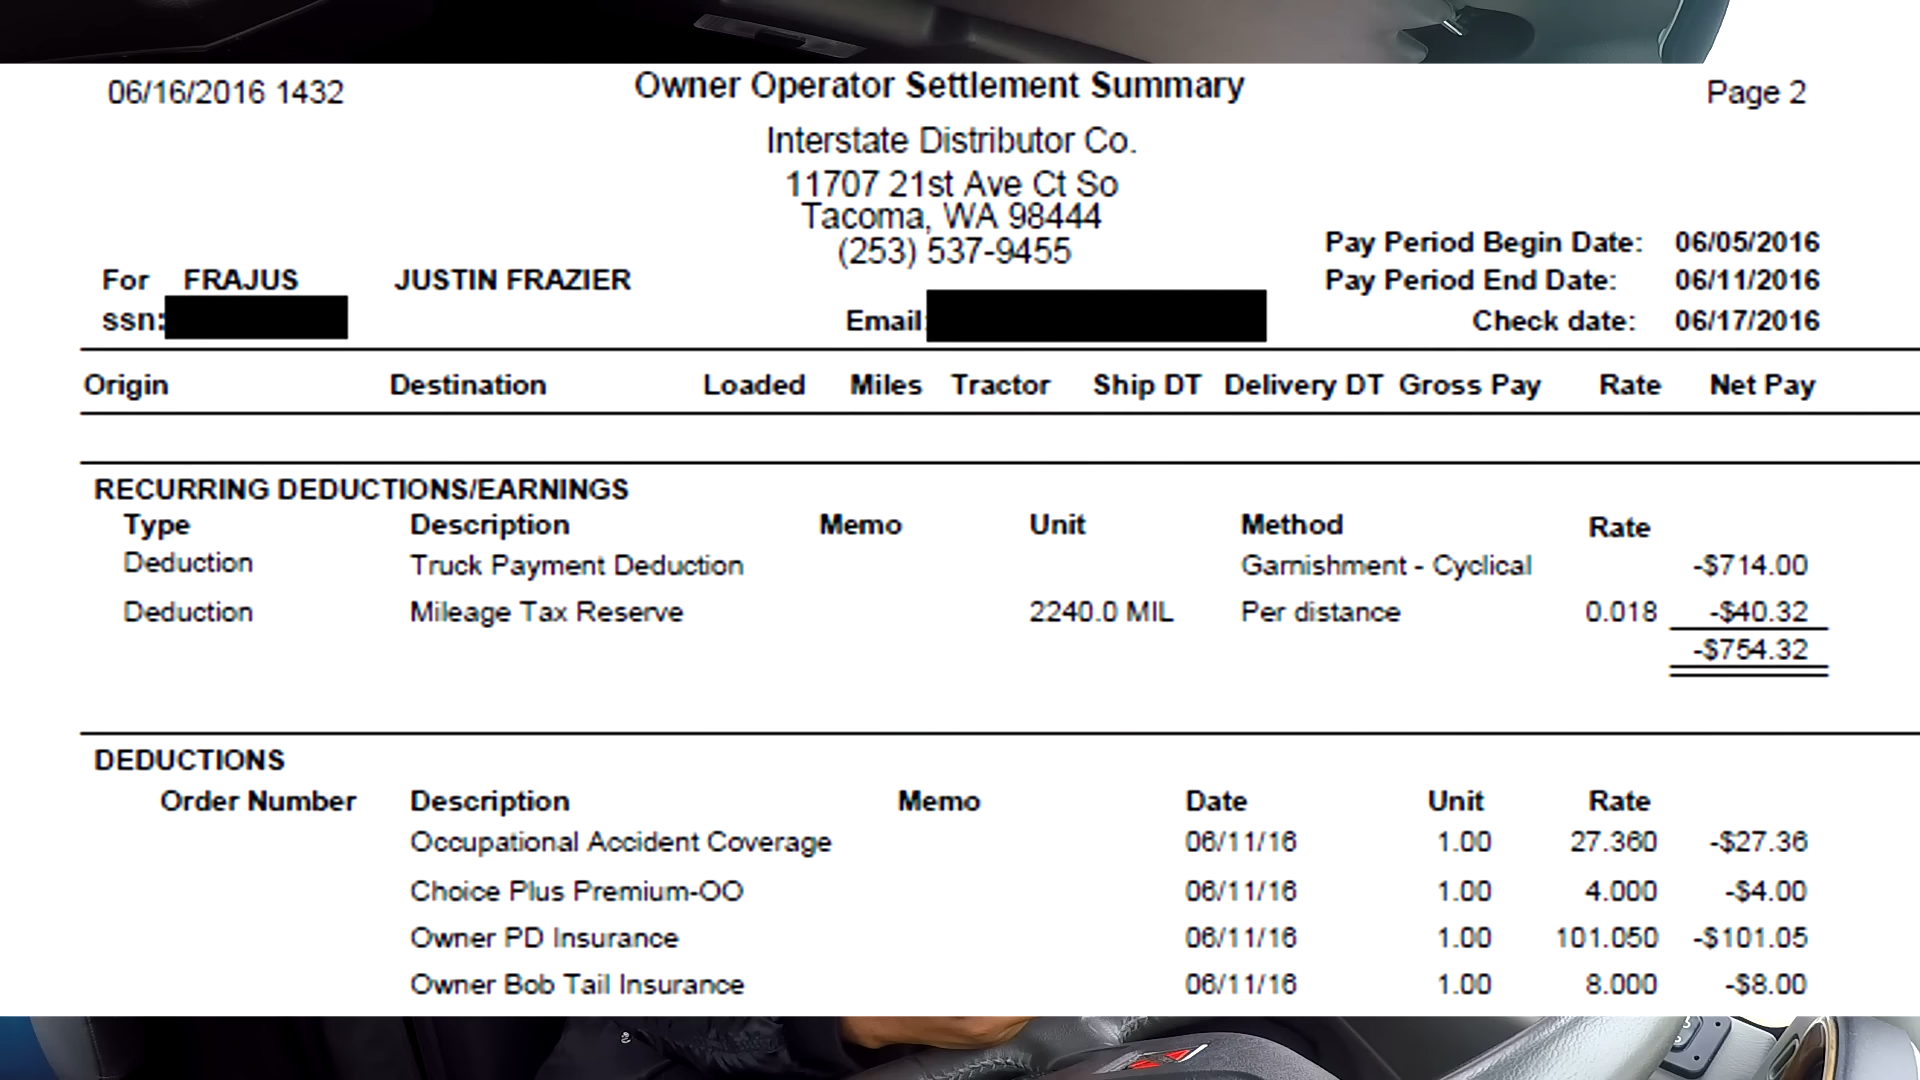 06/16/2016 1432 Owner Operator Settlement Summary Page 2
Interstate Distributor Co.
11707 21st Ave Ct So
Tacoma, WA 98444
(253) 537-9455
Pay Period Begin Date: 06/05/2016
For FRAJUS JUSTIN FRAZIER Pay Period End Date: 06/11/2016
ssn: Email: Check date: 06/17/2016
Origin Destination Loaded Miles Tractor Ship DT Delivery DT Gross Pay Rate Net Pay
RECURRING DEDUCTIONS/EARNINGS
Type Description Memo Unit Method Rate
Deduction Truck Payment Deduction Garnishment - Cyclical -$714.00
Deduction Mileage Tax Reserve 2240.0 MIL Per distance 0.018 -$40.32
-$754.32
DEDUCTIONS
Order Number Description Memo Date Unit Rate
Occupational Accident Coverage 06/11/16 1.00 27.360 -$27.36
Choice Plus Premium-OO 06/11/16 1.00 4.000 -$4.00
Owner PD Insurance 06/11/16 1.00 101.050 -$101.05
Owner Bob Tail Insurance 06/11/16 1.00 8.000 -$8.00